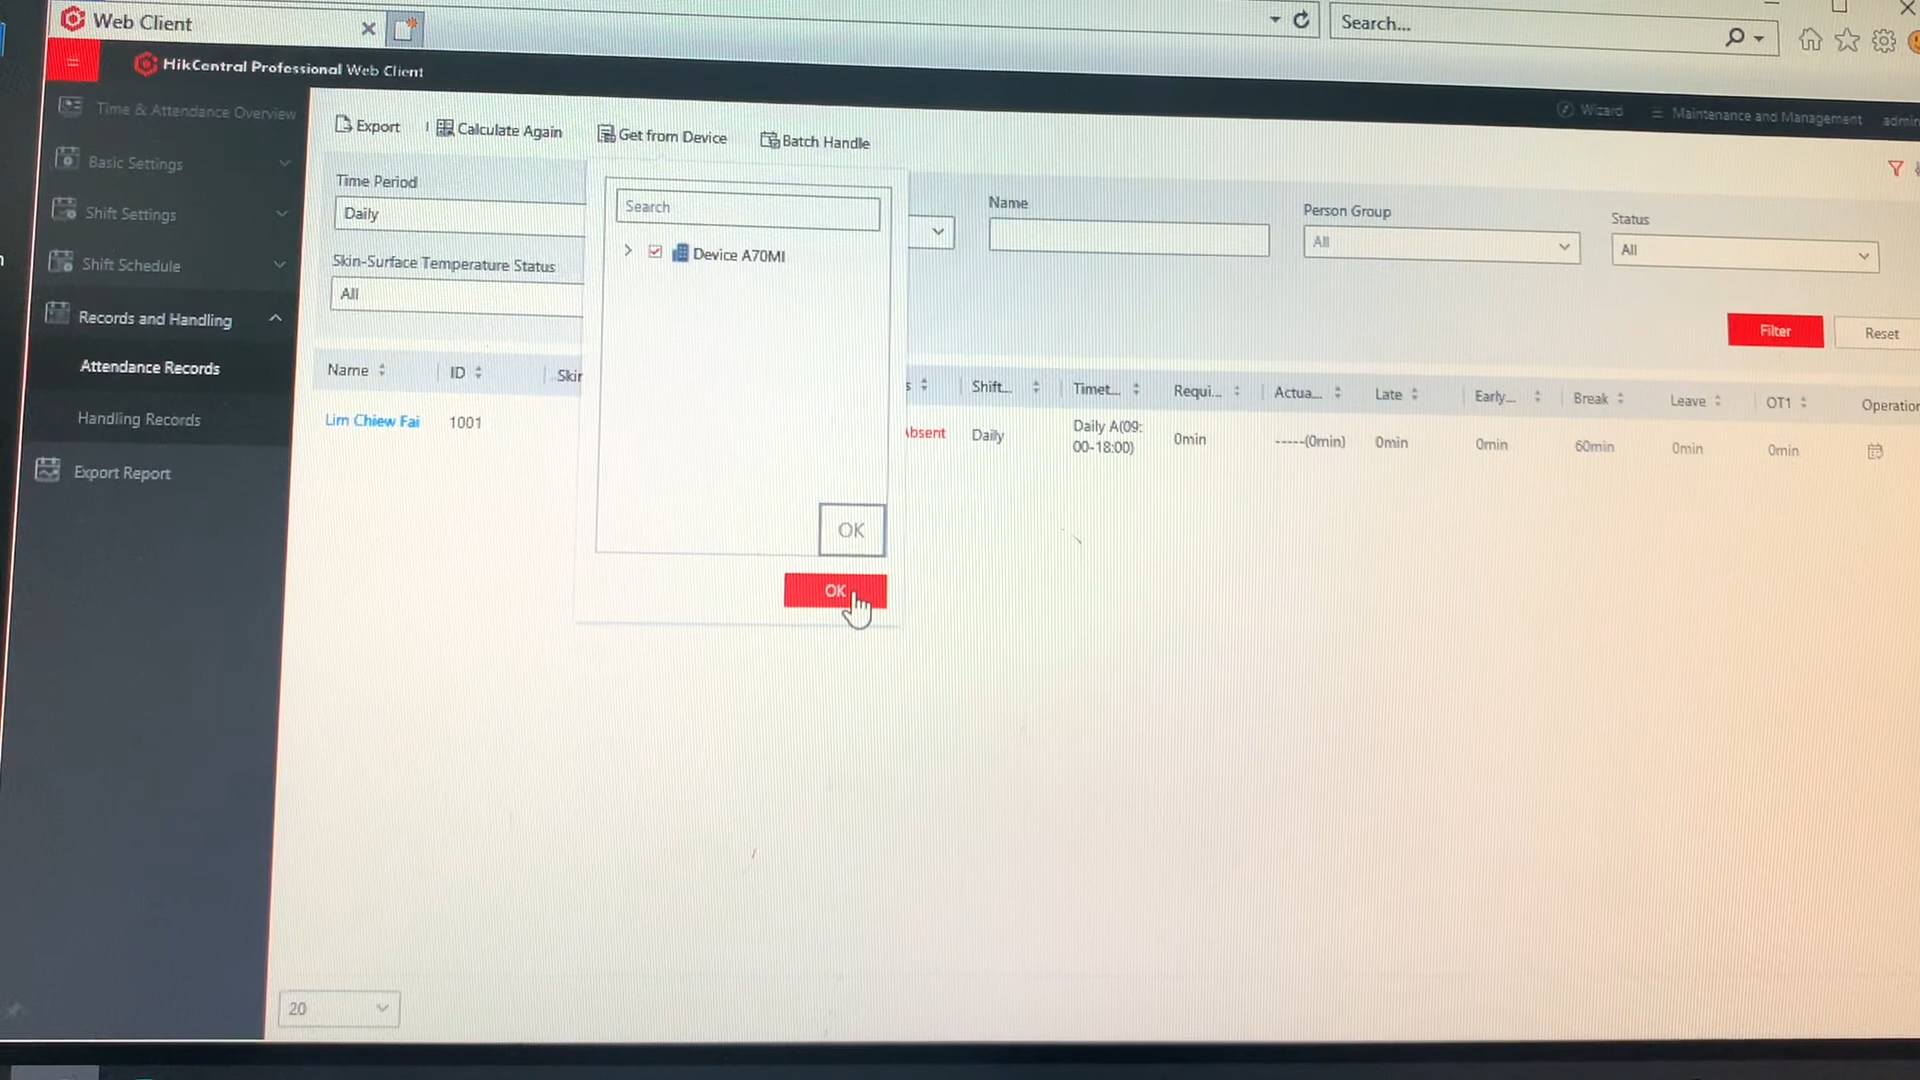 Web Client
Search...
HikCentral Professional Web Client
Wizard
Maintenance and Management
admin
Time & Attendance Overview
Basic Settings
Shift Settings
Shift Schedule
Records and Handling
Attendance Records
Handling Records
Export Report
Export
Calculate Again
Get from Device
Batch Handle
Time Period
Daily
Skin-Surface Temperature Status
All
Search
Device A70MI
OK
OK
Name
Person Group
All
Status
All
Filter
Reset
Name ID Skin s Shift... Timet... Requi... Actua... Late Early... Break Leave OT1 Operation
Lim Chiew Fai 1001 Absent Daily Daily A(09:00-18:00) 0min -----(0min) 0min 0min 60min 0min 0min
20